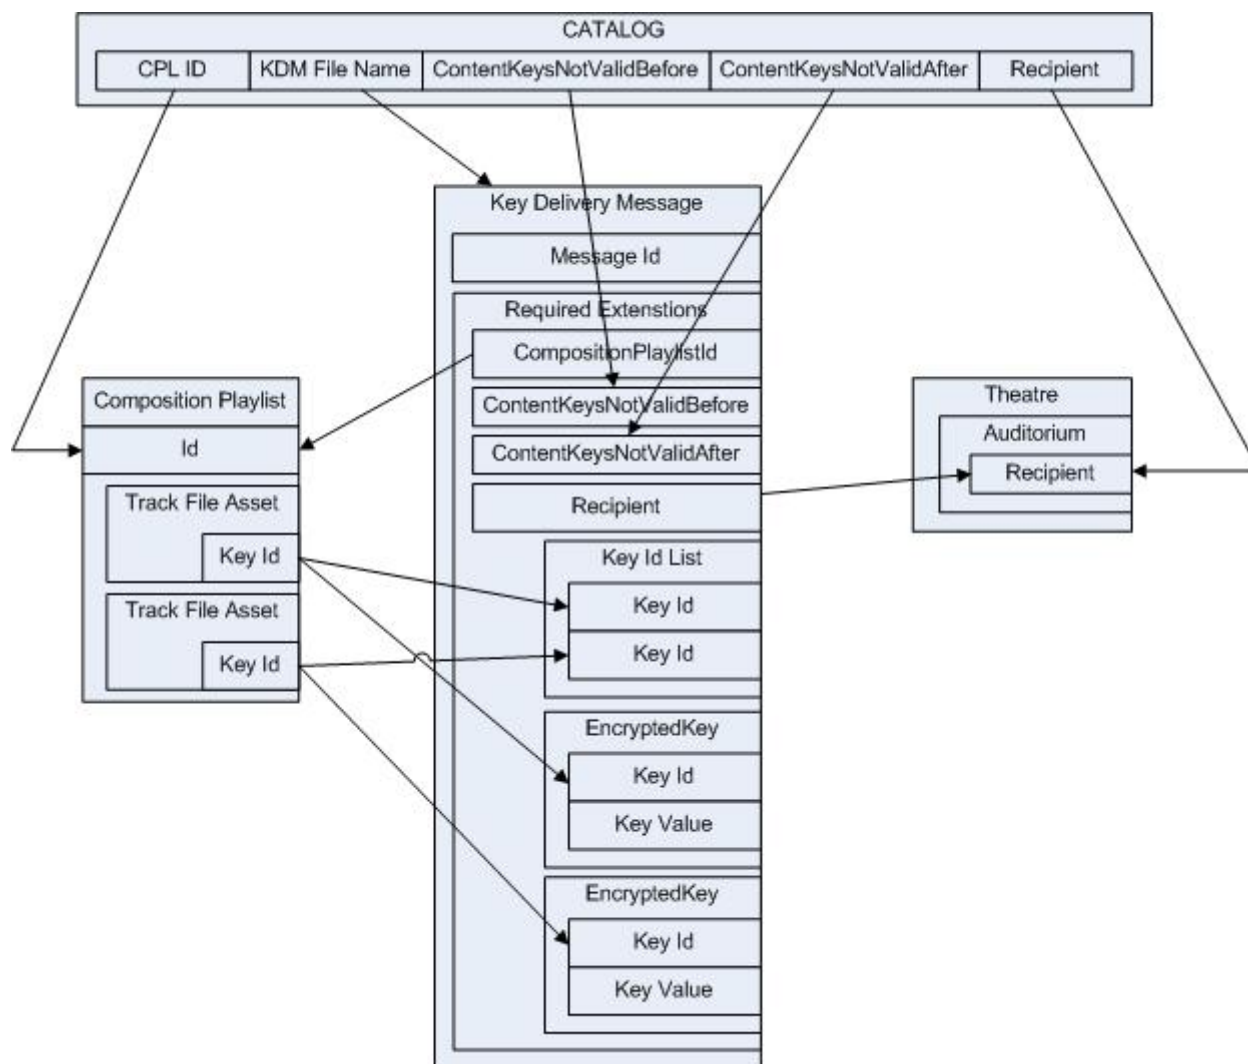 CATALOG
CPL ID
KDM File Name
ContentKeysNotValidBefore
ContentKeysNotValidAfter
Recipient
Key Delivery Message
Message Id
Required Extenstions
CompositionPlaylistId
ContentKeysNotValidBefore
ContentKeysNotValidAfter
Recipient
Key Id List
Key Id
Key Id
EncryptedKey
Key Id
Key Value
EncryptedKey
Key Id
Key Value
Composition Playlist
Id
Track File Asset
Key Id
Track File Asset
Key Id
Theatre
Auditorium
Recipient